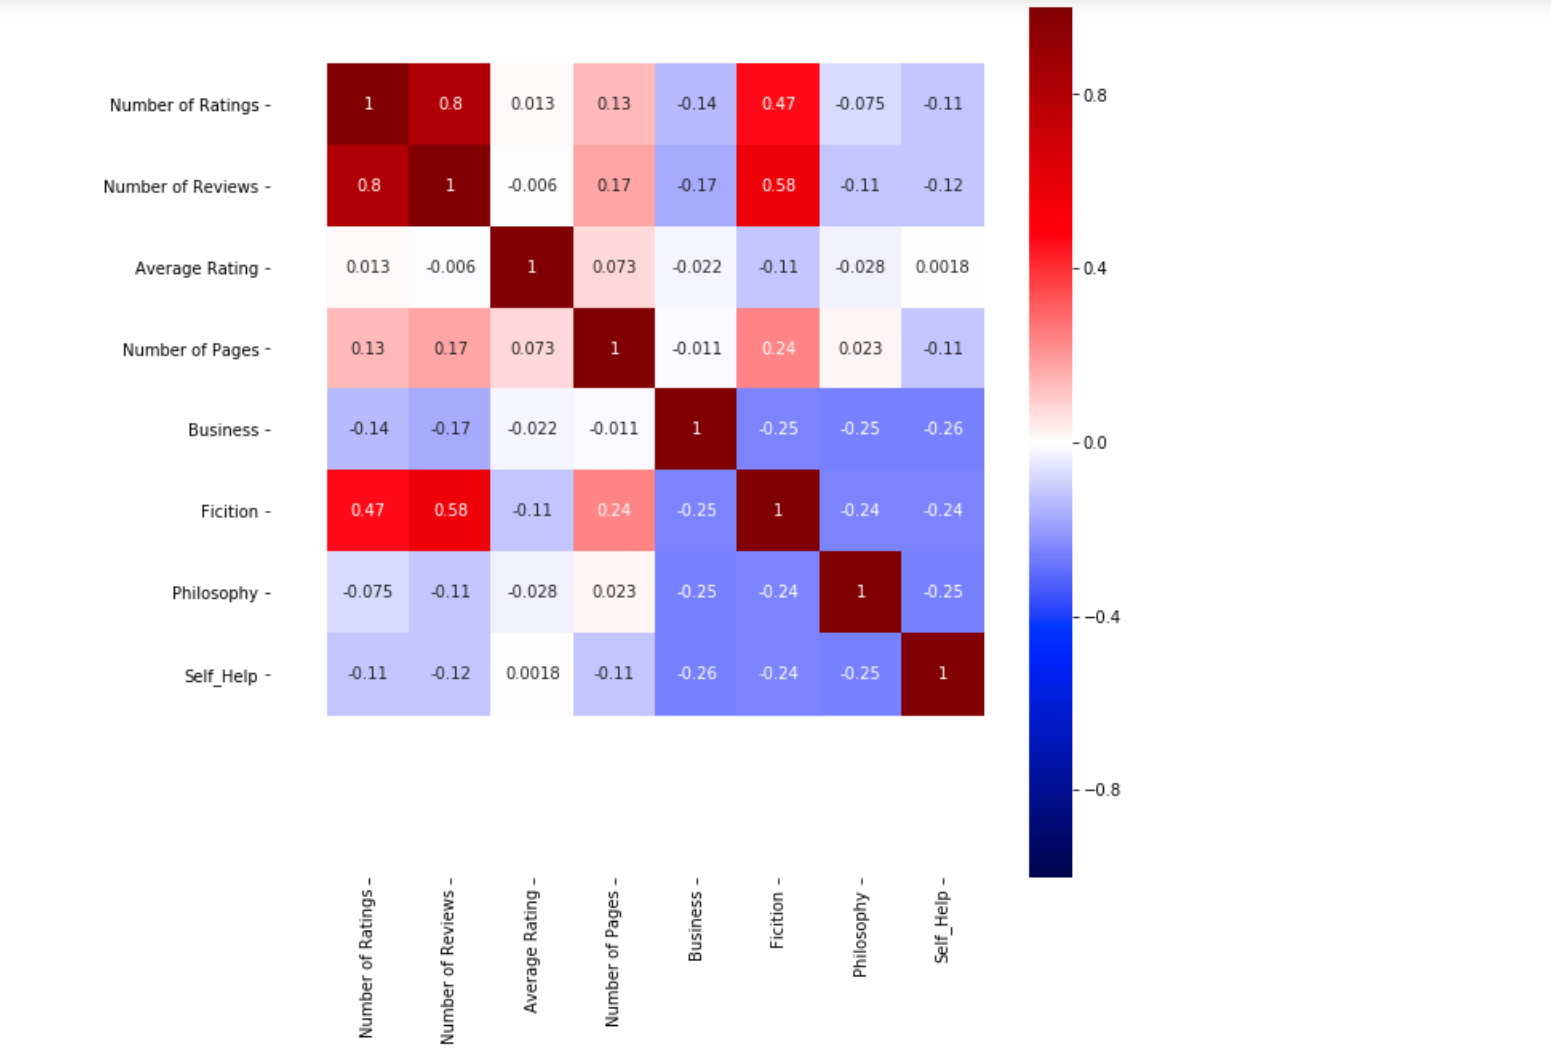 Number of Ratings - 1 0.8 0.013 0.13 -0.14 0.47 -0.075 -0.11
Number of Reviews - 0.8 1 -0.006 0.17 -0.17 0.58 -0.11 -0.12
Average Rating - 0.013 -0.006 1 0.073 -0.022 -0.11 -0.028 0.0018
Number of Pages - 0.13 0.17 0.073 1 -0.011 0.24 0.023 -0.11
Business - -0.14 -0.17 -0.022 -0.011 1 -0.25 -0.25 -0.26
Ficition - 0.47 0.58 -0.11 0.24 -0.25 1 -0.24 -0.24
Philosophy - -0.075 -0.11 -0.028 0.023 -0.25 -0.24 1 -0.25
Self_Help - -0.11 -0.12 0.0018 -0.11 -0.26 -0.24 -0.25 1
Number of Ratings -
Number of Reviews -
Average Rating -
Number of Pages -
Business -
Ficition -
Philosophy -
Self_Help -
0.8
0.4
0.0
−0.4
−0.8